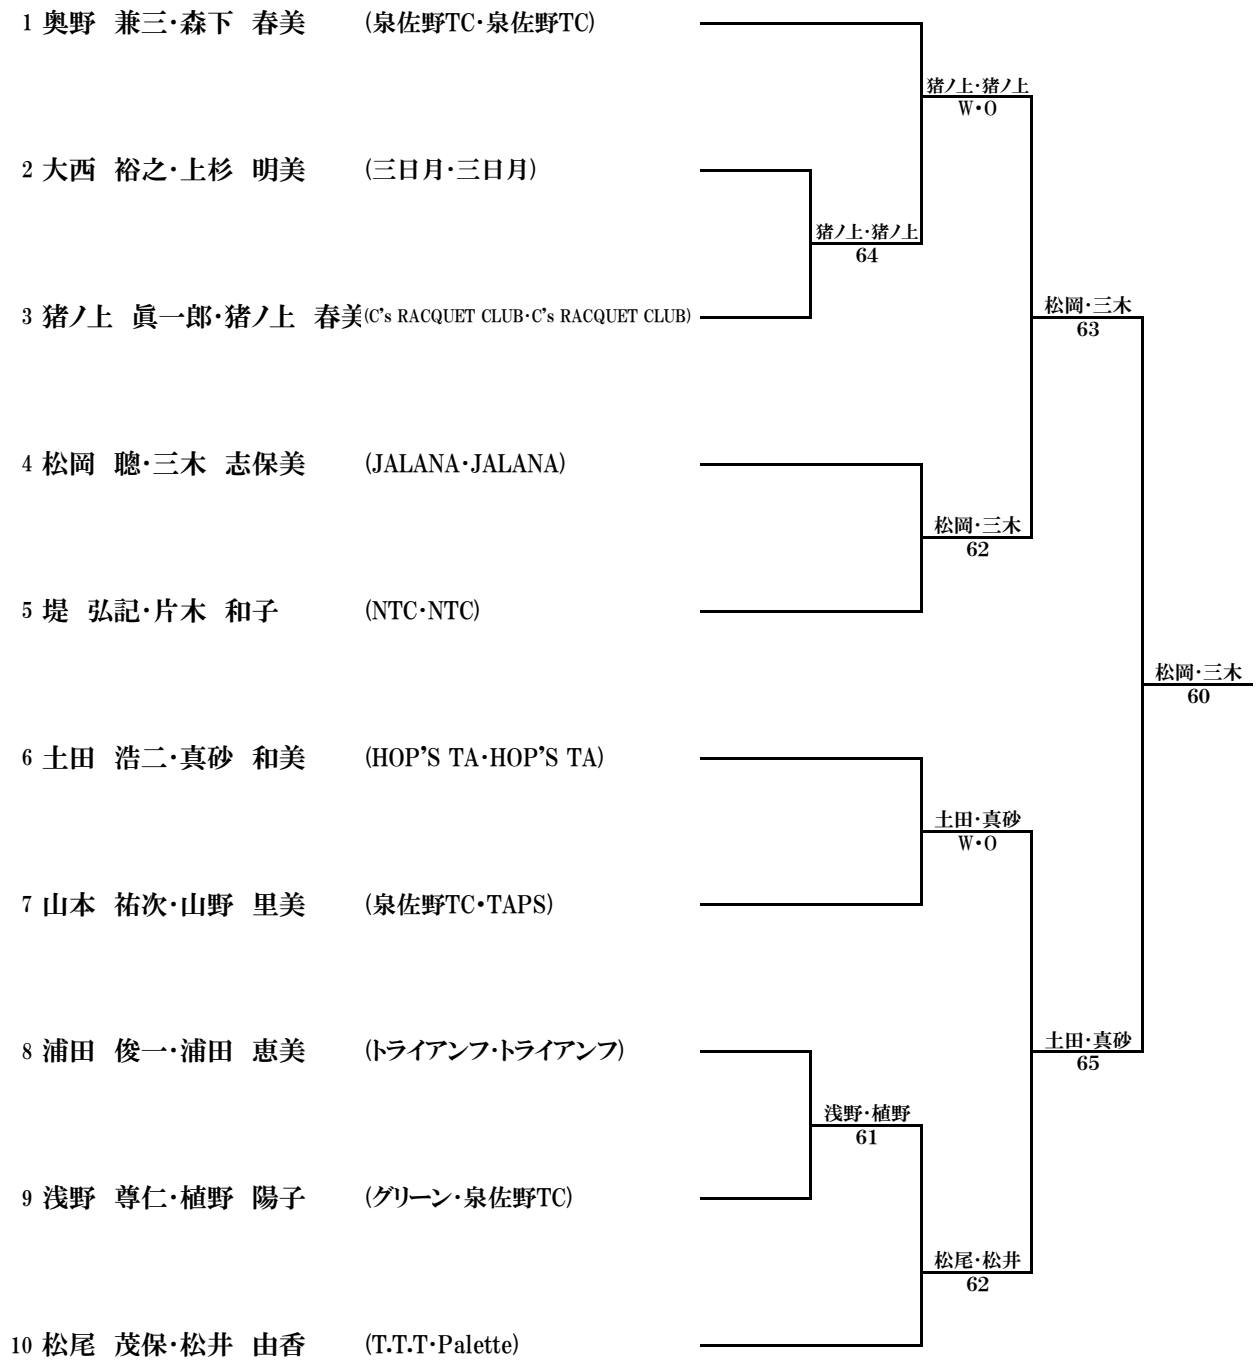 1 奥野 兼三・森下 春美 (泉佐野TC・泉佐野TC)
猪ノ上・猪ノ上
W・O
2 大西 裕之・上杉 明美 (三日月・三日月)
猪ノ上・猪ノ上
64
3 猪ノ上 眞一郎・猪ノ上 春美 (C's RACQUET CLUB・C's RACQUET CLUB)
松岡・三木
63
4 松岡 聰・三木 志保美 (JALANA・JALANA)
松岡・三木
62
5 堤 弘記・片木 和子 (NTC・NTC)
松岡・三木
60
6 土田 浩二・真砂 和美 (HOP'S TA・HOP'S TA)
土田・真砂
W・O
7 山本 祐次・山野 里美 (泉佐野TC・TAPS)
8 浦田 俊一・浦田 恵美 (トライアンフ・トライアンフ)
土田・真砂
65
浅野・植野
61
9 浅野 尊仁・植野 陽子 (グリーン・泉佐野TC)
松尾・松井
62
10 松尾 茂保・松井 由香 (T.T.T・Palette)